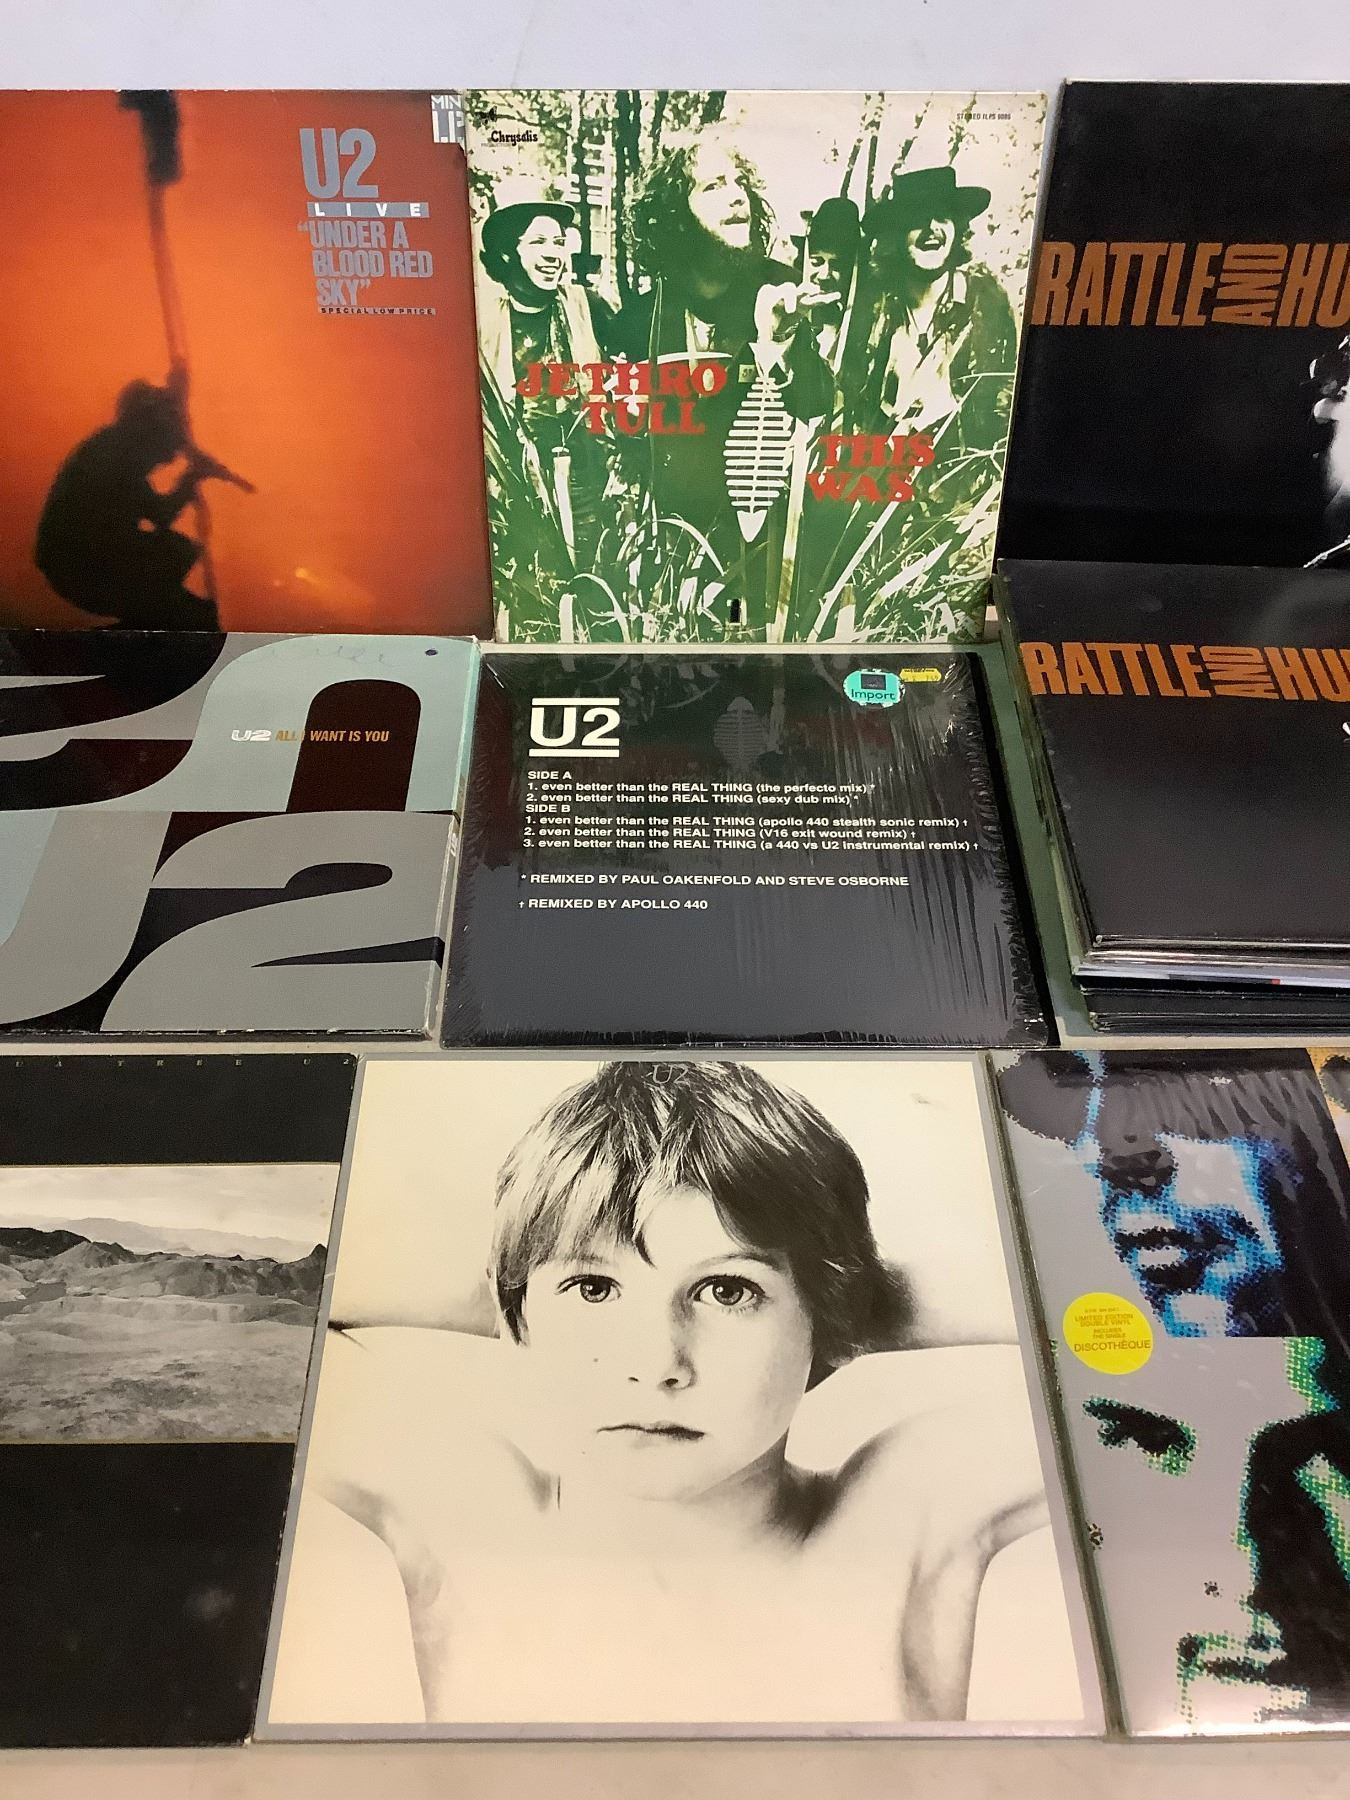 MINI
LP
U2
LIVE
"UNDER A
BLOOD RED
SKY"
SPECIAL LOW PRICE
Chrysalis
STEREO ILPS 9085
JETHRO
TULL
THIS
WAS
RATTLE AND HU
U2 ALL I WANT IS YOU
U2
Import
U2
SIDE A
1. even better than the REAL THING (the perfecto mix) *
2. even better than the REAL THING (sexy dub mix) *
SIDE B
1. even better than the REAL THING (apollo 440 stealth sonic remix) †
2. even better than the REAL THING (V16 exit wound remix) †
3. even better than the REAL THING (a 440 vs U2 instrumental remix) †
* REMIXED BY PAUL OAKENFOLD AND STEVE OSBORNE
† REMIXED BY APOLLO 440
RATTLE AND HU
UA TREE U2
U2
LIMITED EDITION
DOUBLE VINYL
INCLUDES
THE SINGLE
DISCOTHÈQUE